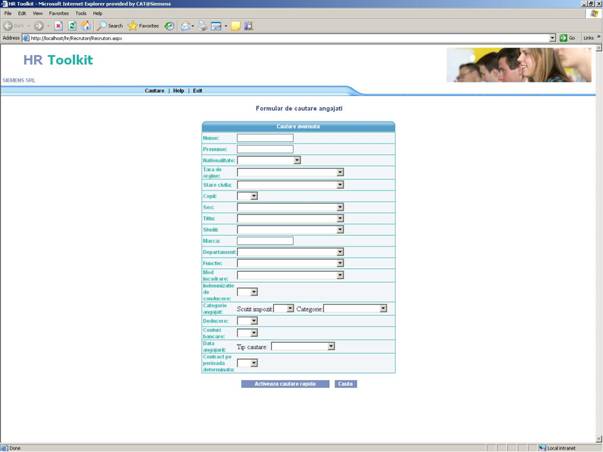 HR Toolkit - Microsoft Internet Explorer provided by CAT@Siemens
File Edit View Favorites Tools Help
Back Search Favorites
Address http://localhost/hr/Recrutori/Recrutori.aspx Go Links
HR Toolkit
SIEMENS SRL
Cautare | Help | Exit
Formular de cautare angajati
Cautare avansata
Nume:
Prenume:
Nationalitate:
Tara de
origine:
Stare civila:
Copii:
Sex:
Titlu:
Studii:
Marca:
Departament:
Functie:
Mod
incadrare:
Indemnizatie
de
conducere:
Categorie
angajat: Scutit impozit Categorie
Deducere:
Conturi
bancare:
Data
angajarii: Tip cautare
Contract pe
perioada
determinata:
Activeaza cautare rapida Cauta
Done Local intranet